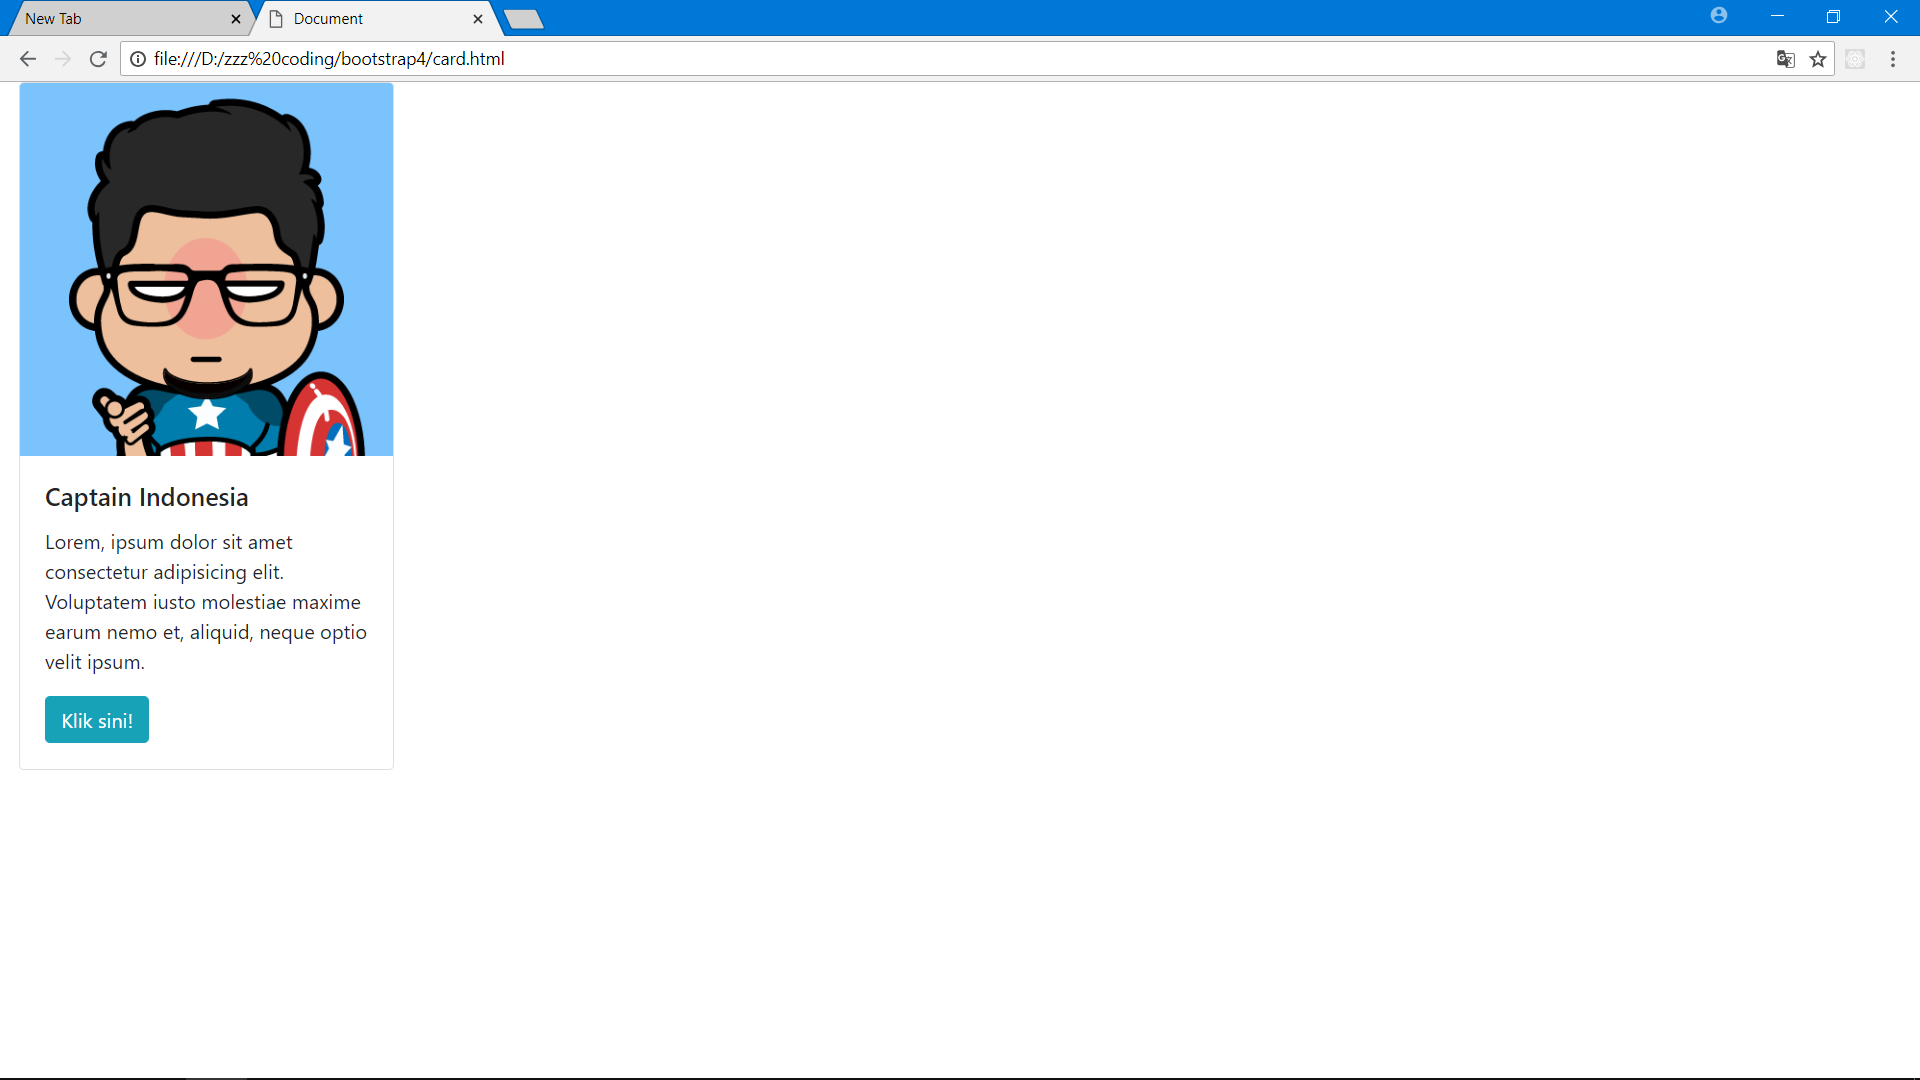 New Tab
Document
file:///D:/zzz%20coding/bootstrap4/card.html
Captain Indonesia
Lorem, ipsum dolor sit amet
consectetur adipisicing elit.
Voluptatem iusto molestiae maxime
earum nemo et, aliquid, neque optio
velit ipsum.
Klik sini!